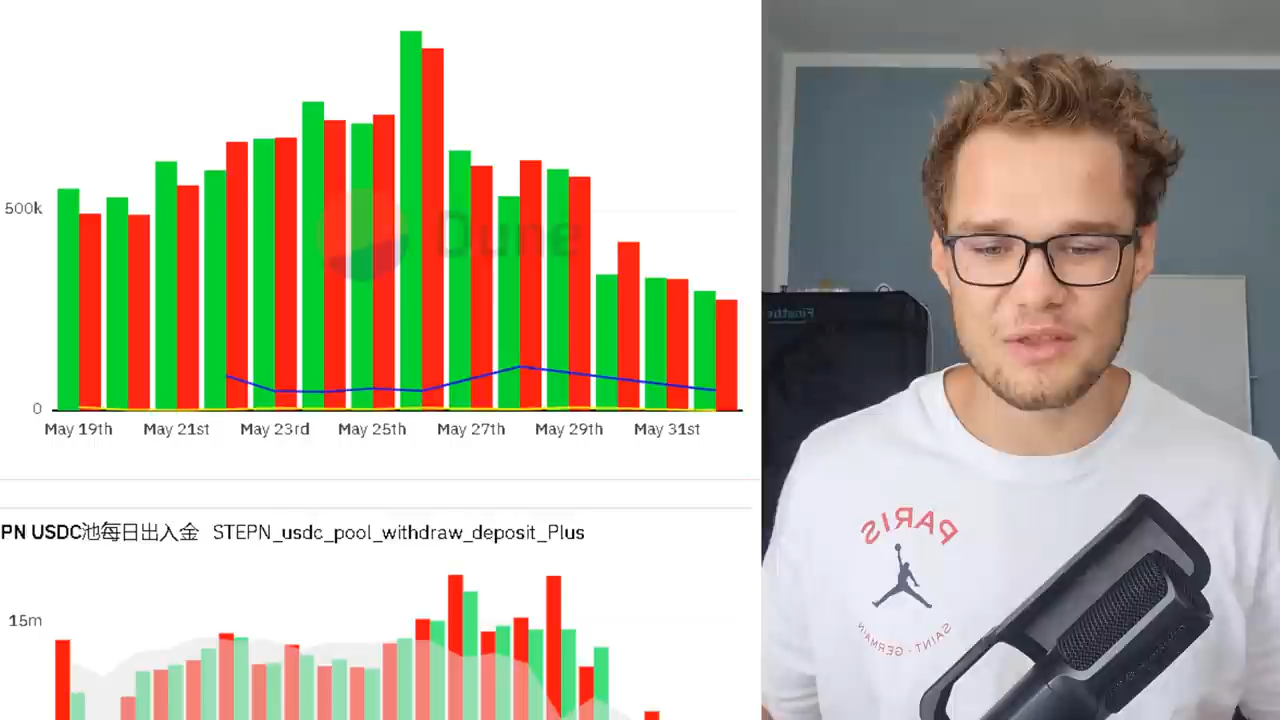 500k
Dune
0
May 19th May 21st May 23rd May 25th May 27th May 29th May 31st
PN USDC池每日出入金 STEPN_usdc_pool_withdraw_deposit_Plus
15m
PARIS
SAINT-GERMAIN